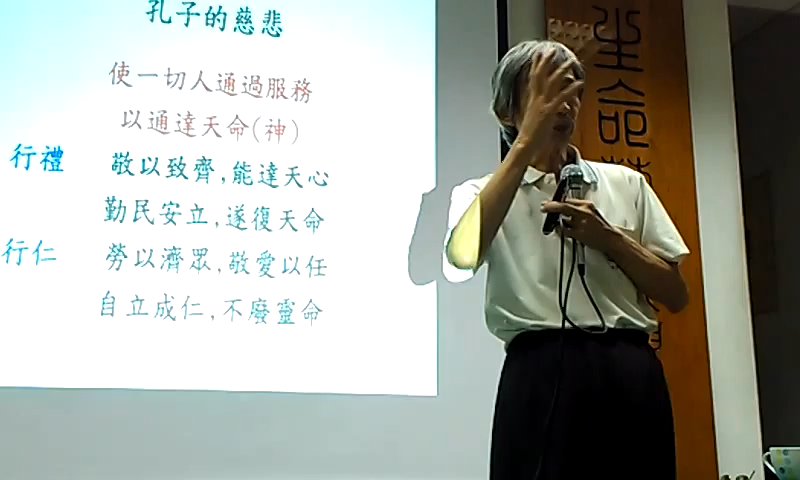 孔子的慈悲
使一切人通過服務
以通達天命(神)
行禮 敬以致齊,能達天心
勤民安立,遂復天命
行仁 勞以濟眾,敬愛以任
自立成仁,不廢靈命
生命